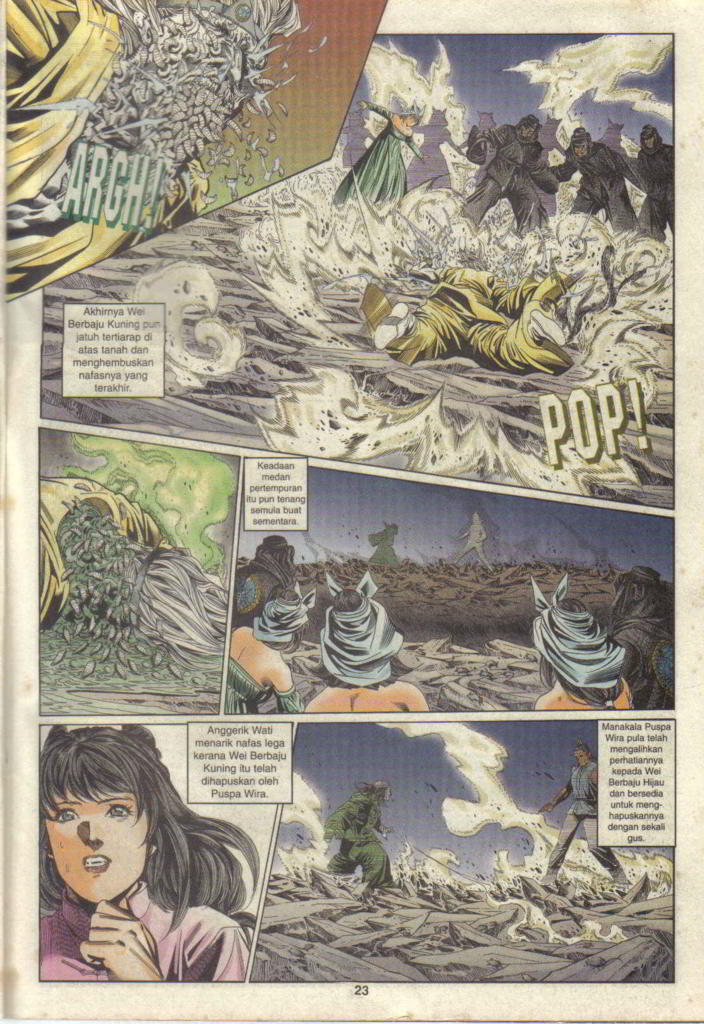 ARGH!
Akhirnya Wei
Berbaju Kuning pun
jatuh tertiarap di
atas tanah dan
menghembuskan
nafasnya yang
terakhir.
POP!
Keadaan
medan
pertempuran
itu pun tenang
semula buat
sementara.
Anggerik Wati
menarik nafas lega
kerana Wei Berbaju
Kuning itu telah
dihapuskan oleh
Puspa Wira.
Manakala Puspa
Wira pula telah
mengalihkan
perhatiannya
kepada Wei
Berbaju Hijau
dan bersedia
untuk meng-
hapuskannya
dengan sekali
gus.
23